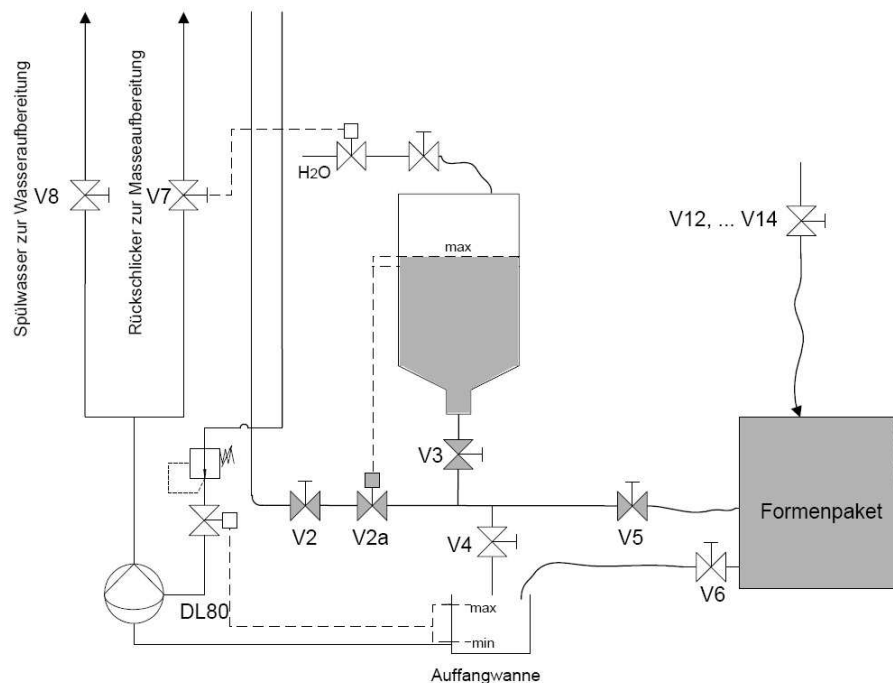 Spülwasser zur Wasseraufbereitung
Rückschlicker zur Masseaufbereitung
H2O
V8
V7
V12, ... V14
max
V3
V2
V2a
V4
V5
Formenpaket
V6
DL80
max
min
Auffangwanne